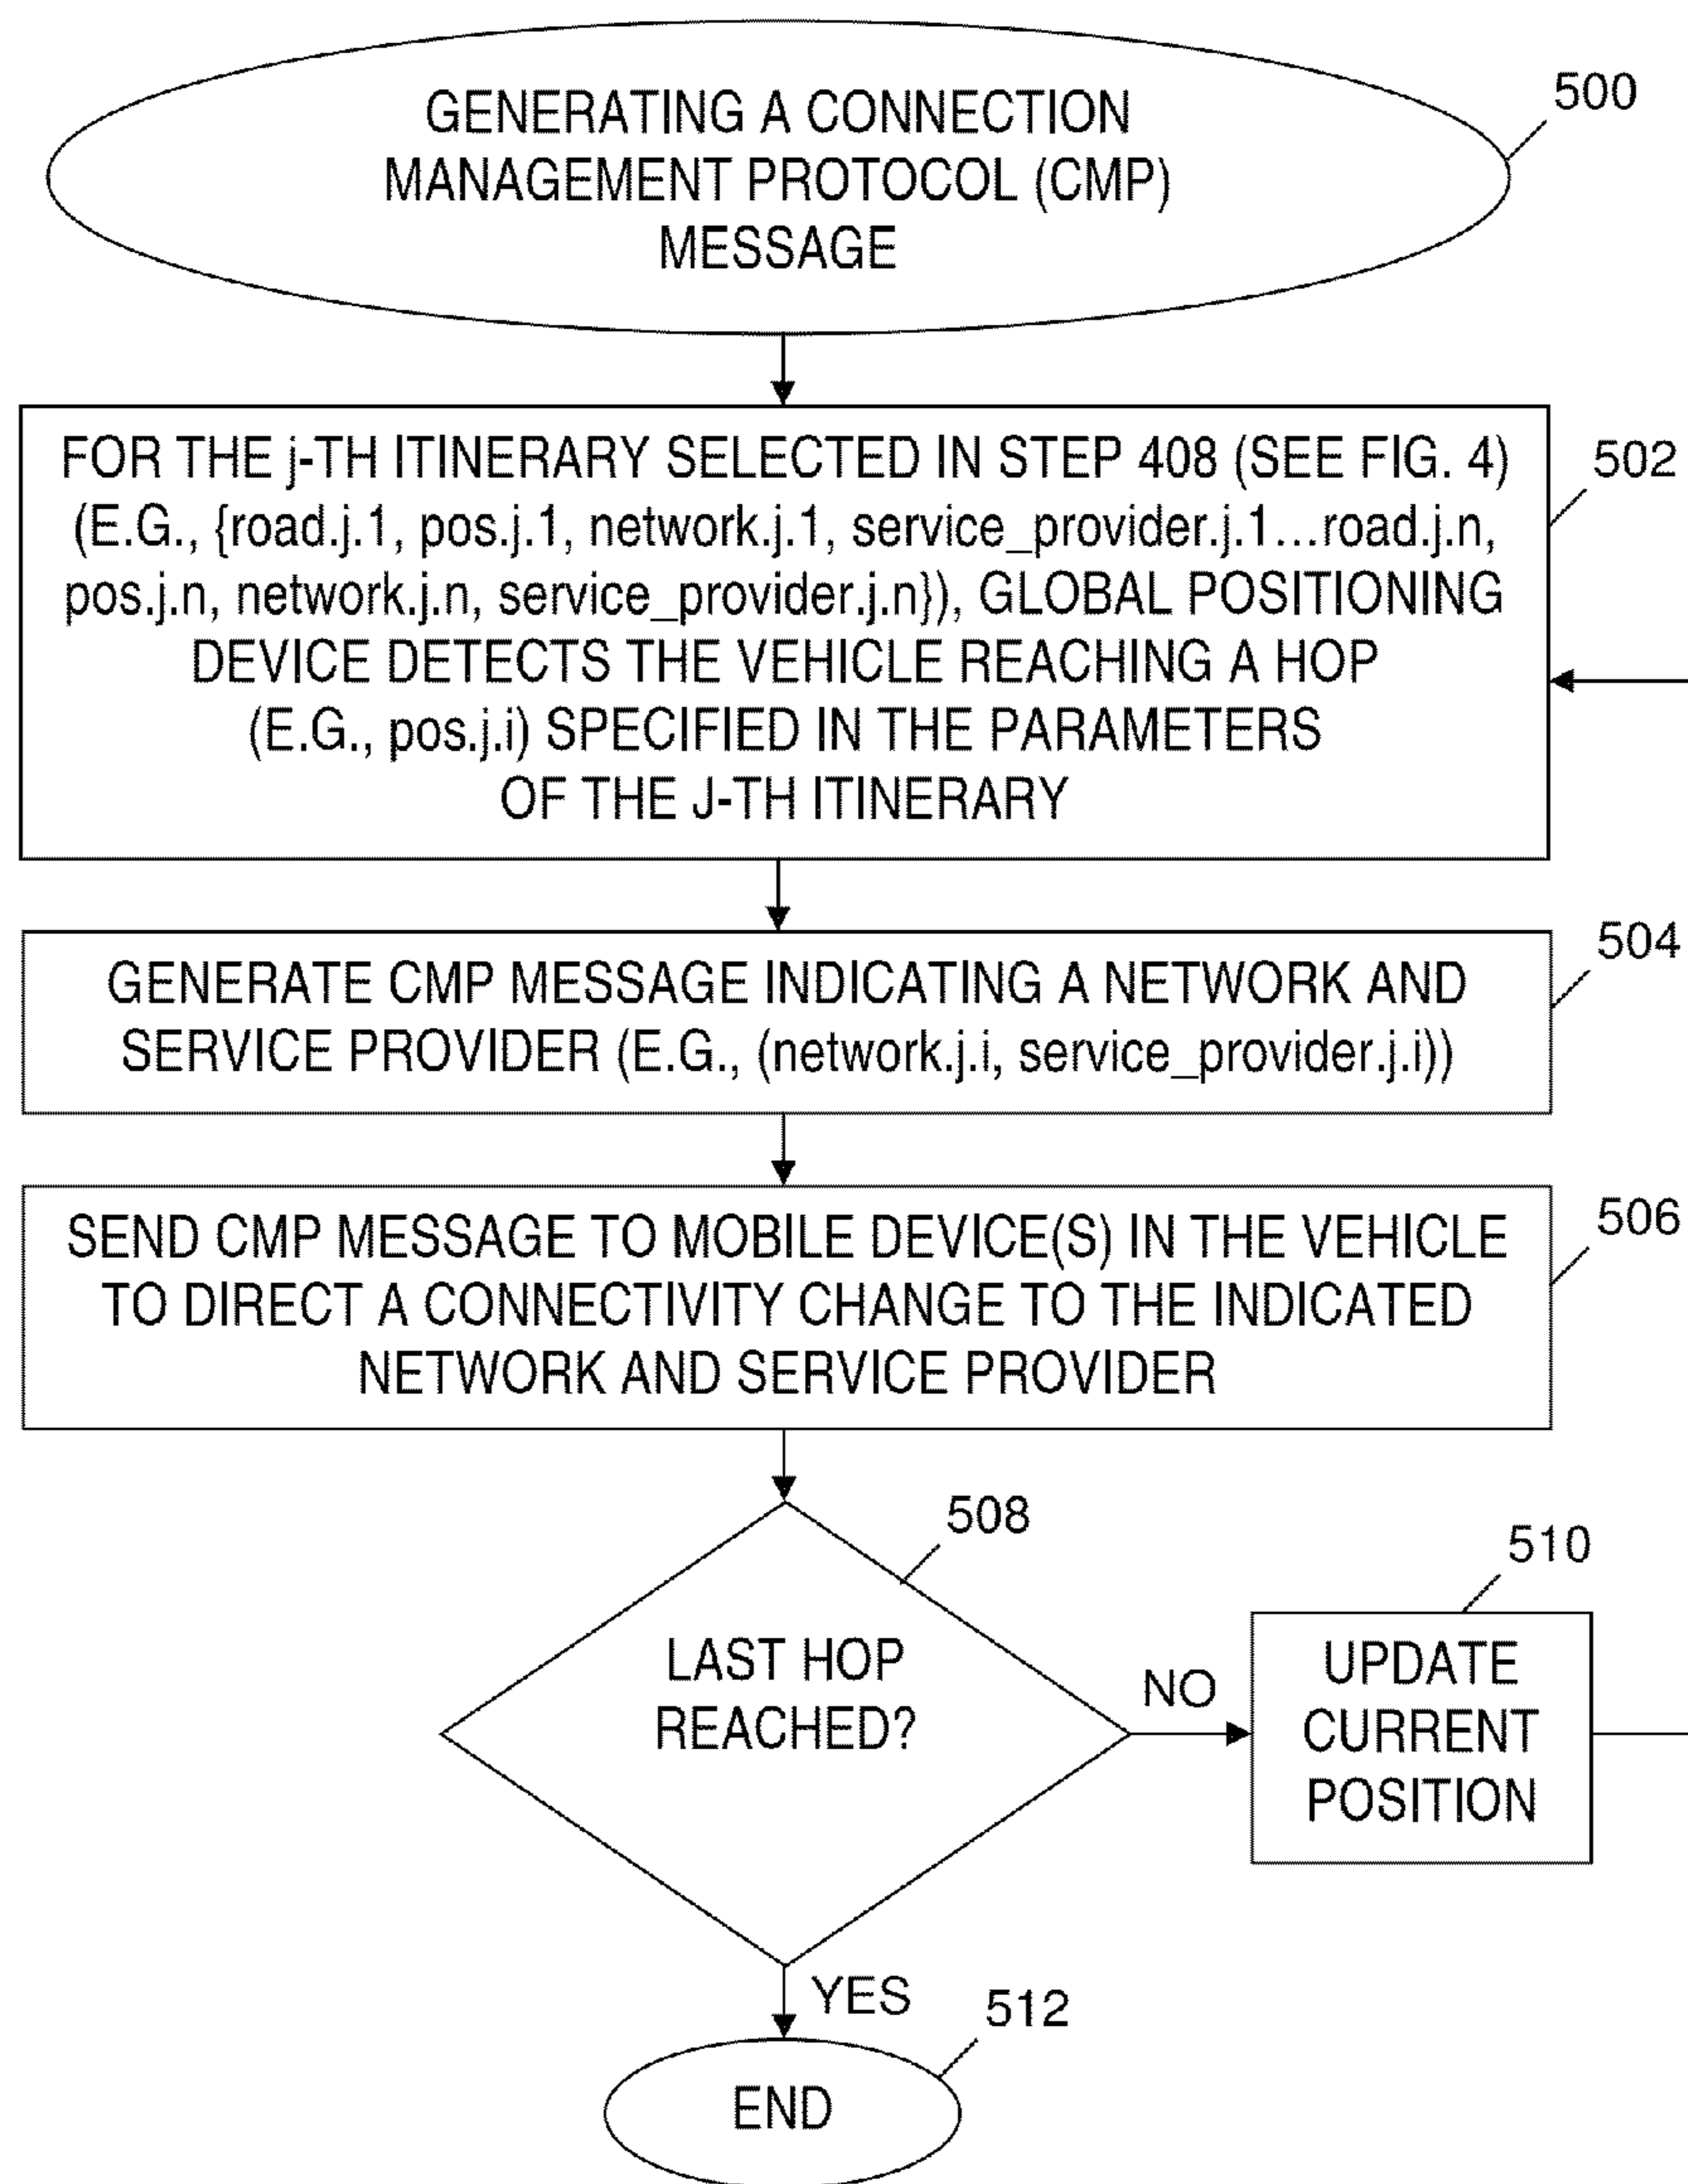 GENERATING A CONNECTION
MANAGEMENT PROTOCOL (CMP)
MESSAGE
500
FOR THE j-TH ITINERARY SELECTED IN STEP 408 (SEE FIG. 4)
(E.G., {road.j.1, pos.j.1, network.j.1, service_provider.j.1...road.j.n,
pos.j.n, network.j.n, service_provider.j.n}), GLOBAL POSITIONING
DEVICE DETECTS THE VEHICLE REACHING A HOP
(E.G., pos.j.i) SPECIFIED IN THE PARAMETERS
OF THE J-TH ITINERARY
502
GENERATE CMP MESSAGE INDICATING A NETWORK AND
SERVICE PROVIDER (E.G., (network.j.i, service_provider.j.i))
504
SEND CMP MESSAGE TO MOBILE DEVICE(S) IN THE VEHICLE
TO DIRECT A CONNECTIVITY CHANGE TO THE INDICATED
NETWORK AND SERVICE PROVIDER
506
LAST HOP
REACHED?
508
NO
UPDATE
CURRENT
POSITION
510
YES
END
512